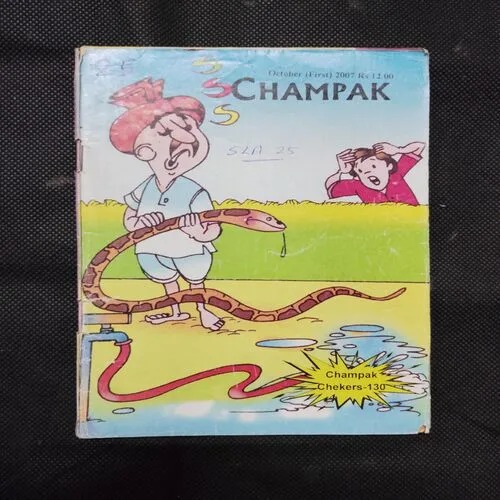 October (First) 2007 Rs 12.00
S
S
S
CHAMPAK
SLA 25
Champak
Chekers-130